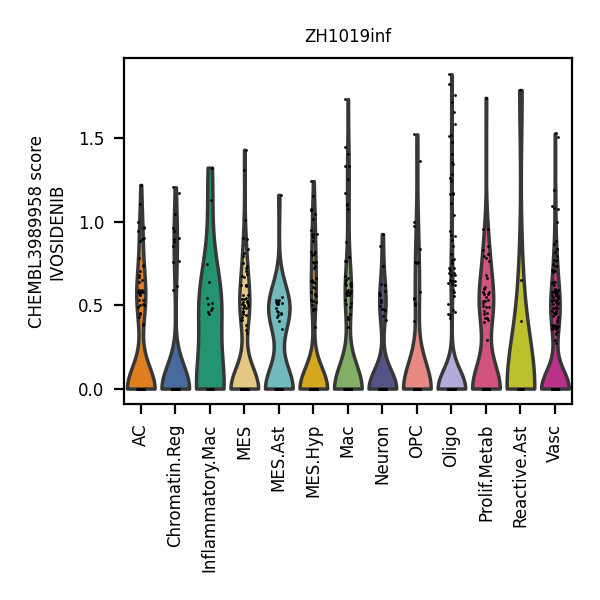 ZH1019inf
CHEMBL3989958 score
IVOSIDENIB
1.5
1.0
0.5
0.0
AC
Chromatin.Reg
Inflammatory.Mac
MES
MES.Ast
MES.Hyp
Mac
Neuron
OPC
Oligo
Prolif.Metab
Reactive.Ast
Vasc